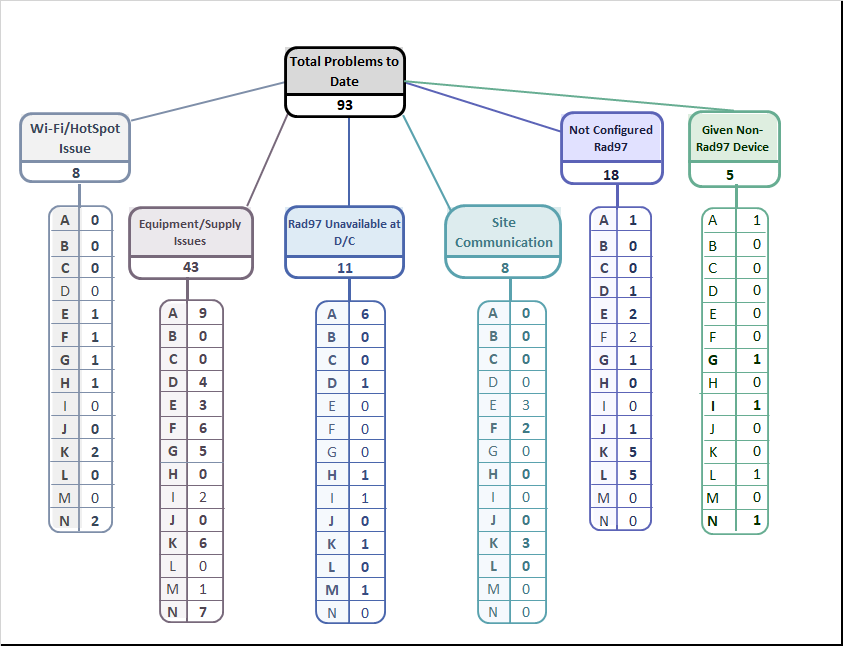 Total Problems to
Date
93
Wi-Fi/HotSpot
Issue
8
A 0
B 0
C 0
D 0
E 1
F 1
G 1
H 1
I 0
J 0
K 2
L 0
M 0
N 2
Equipment/Supply
Issues
43
A 9
B 0
C 0
D 4
E 3
F 6
G 5
H 0
I 2
J 0
K 6
L 0
M 1
N 7
Rad97 Unavailable at
D/C
11
A 6
B 0
C 0
D 1
E 0
F 0
G 0
H 1
I 1
J 0
K 1
L 0
M 1
N 0
Site
Communication
8
A 0
B 0
C 0
D 0
E 3
F 2
G 0
H 0
I 0
J 0
K 3
L 0
M 0
N 0
Not Configured
Rad97
18
A 1
B 0
C 0
D 1
E 2
F 2
G 1
H 0
I 0
J 1
K 5
L 5
M 0
N 0
Given Non-
Rad97 Device
5
A 1
B 0
C 0
D 0
E 0
F 0
G 1
H 0
I 1
J 0
K 0
L 1
M 0
N 1